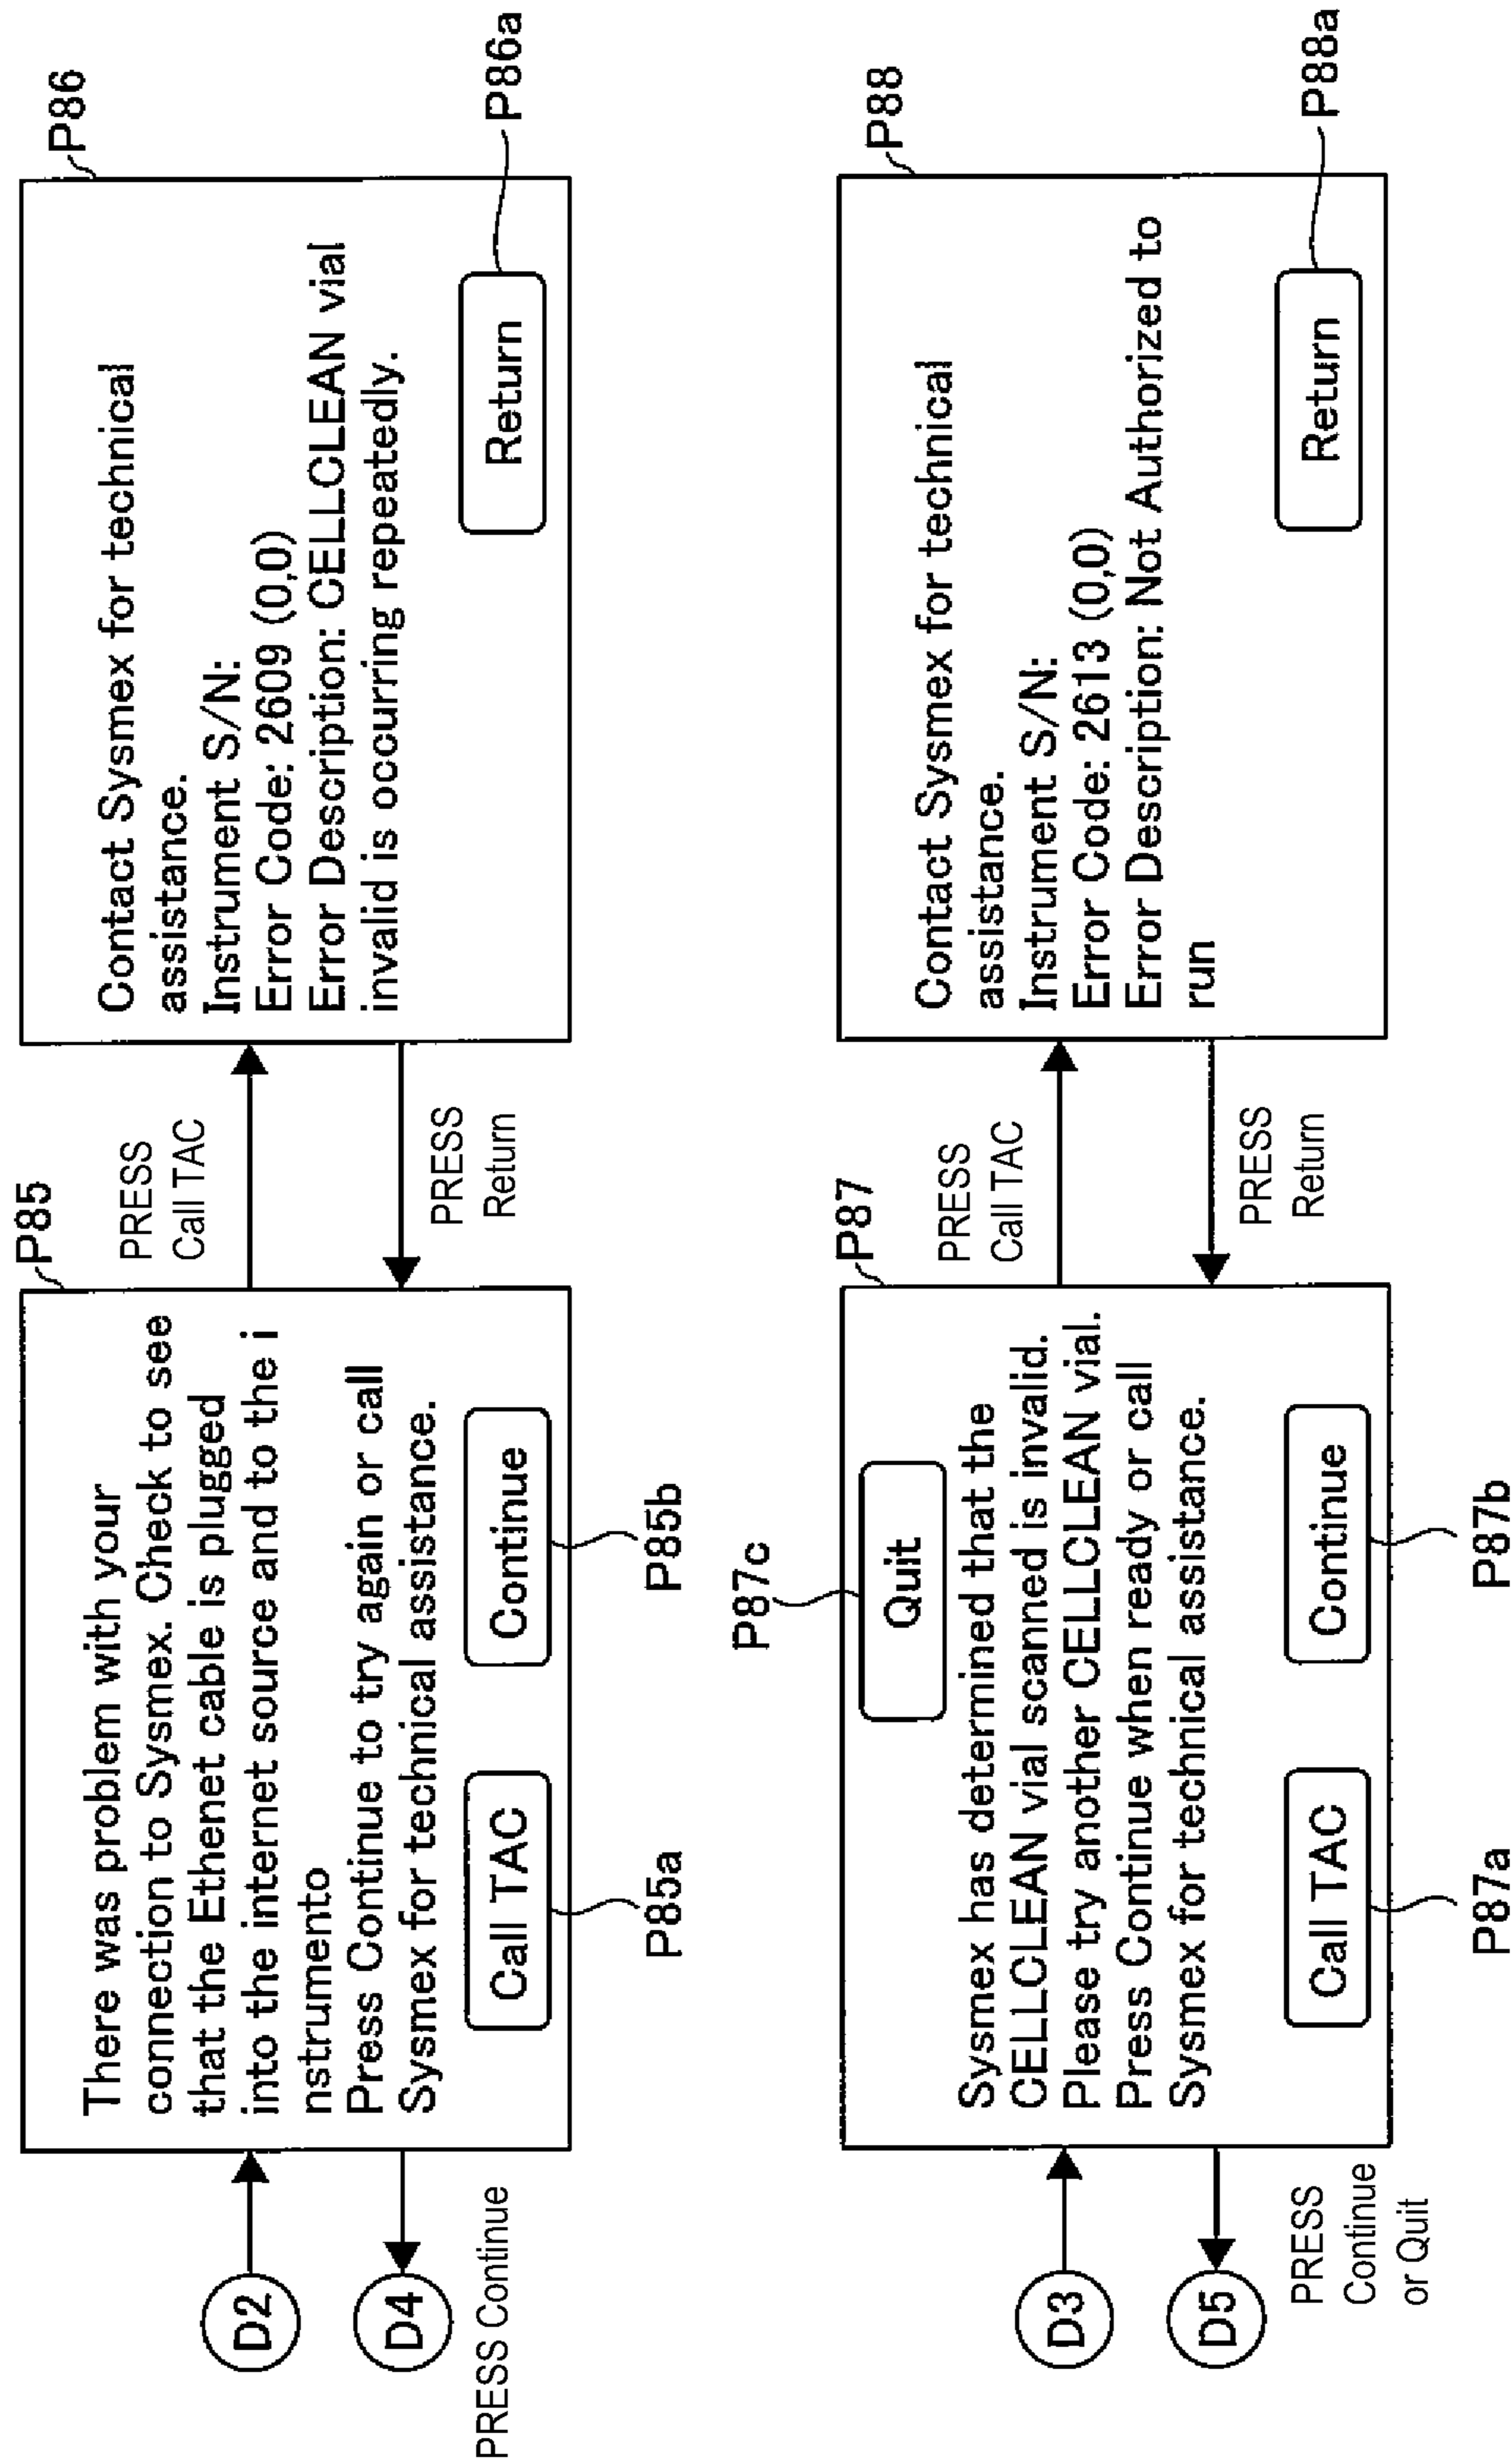 P85
There was problem with your
connection to Sysmex. Check to see
that the Ethenet cable is plugged
into the internet source and to the i
nstrumento
Press Continue to try again or call
Sysmex for technical assistance.
Call TAC
Continue
P85a
P85b
D2
D4
PRESS Continue
PRESS
Call TAC
PRESS
Return
P86
Contact Sysmex for technical
assistance.
Instrument S/N:
Error Code: 2609 (0,0)
Error Description: CELLCLEAN vial
invalid is occurring repeatedly.
Return
P86a
P87c
P87
Quit
Sysmex has determined that the
CELLCLEAN vial scanned is invalid.
Please try another CELLCLEAN vial.
Press Continue when ready or call
Sysmex for technical assistance.
Call TAC
Continue
P87a
P87b
D3
D5
PRESS
Continue
or Quit
PRESS
Call TAC
PRESS
Return
P88
Contact Sysmex for technical
assistance.
Instrument S/N:
Error Code: 2613 (0,0)
Error Description: Not Authorized to
run
Return
P88a